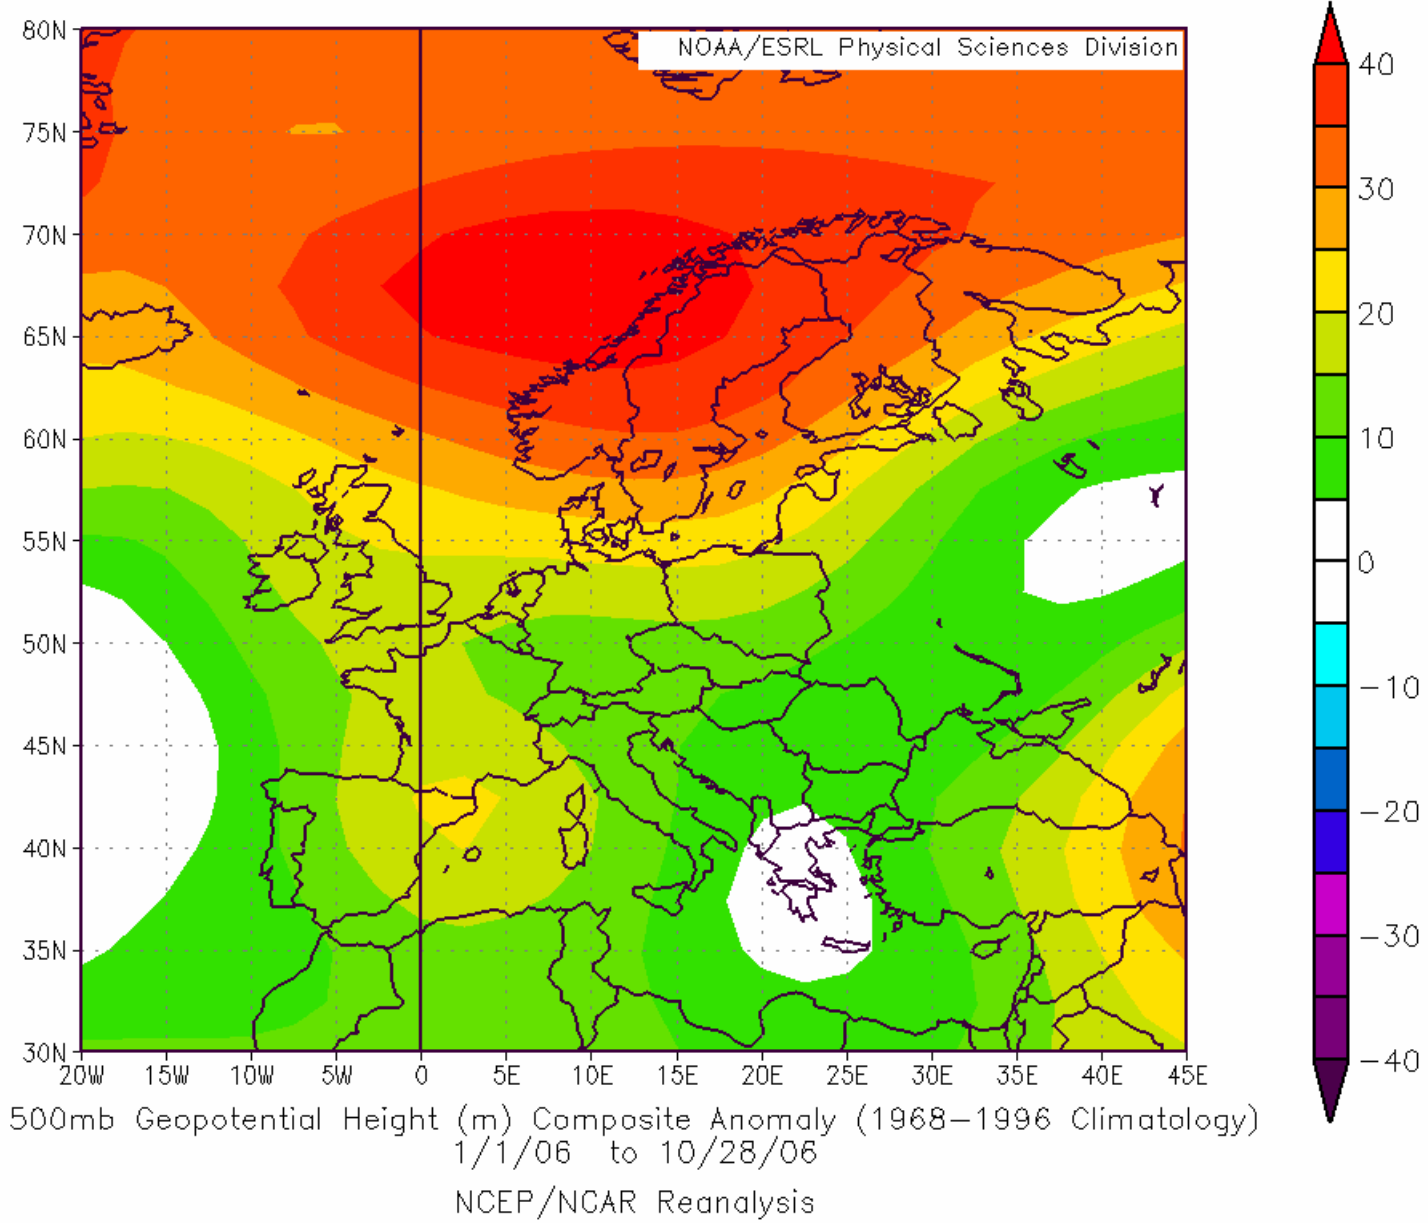 80N
NOAA/ESRL Physical Sciences Division
75N
70N
65N
60N
55N
50N
45N
40N
35N
30N
20W 15W 10W 5W 0 5E 10E 15E 20E 25E 30E 35E 40E 45E
40
30
20
10
0
-10
-20
-30
-40
500mb Geopotential Height (m) Composite Anomaly (1968-1996 Climatology)
1/1/06 to 10/28/06
NCEP/NCAR Reanalysis